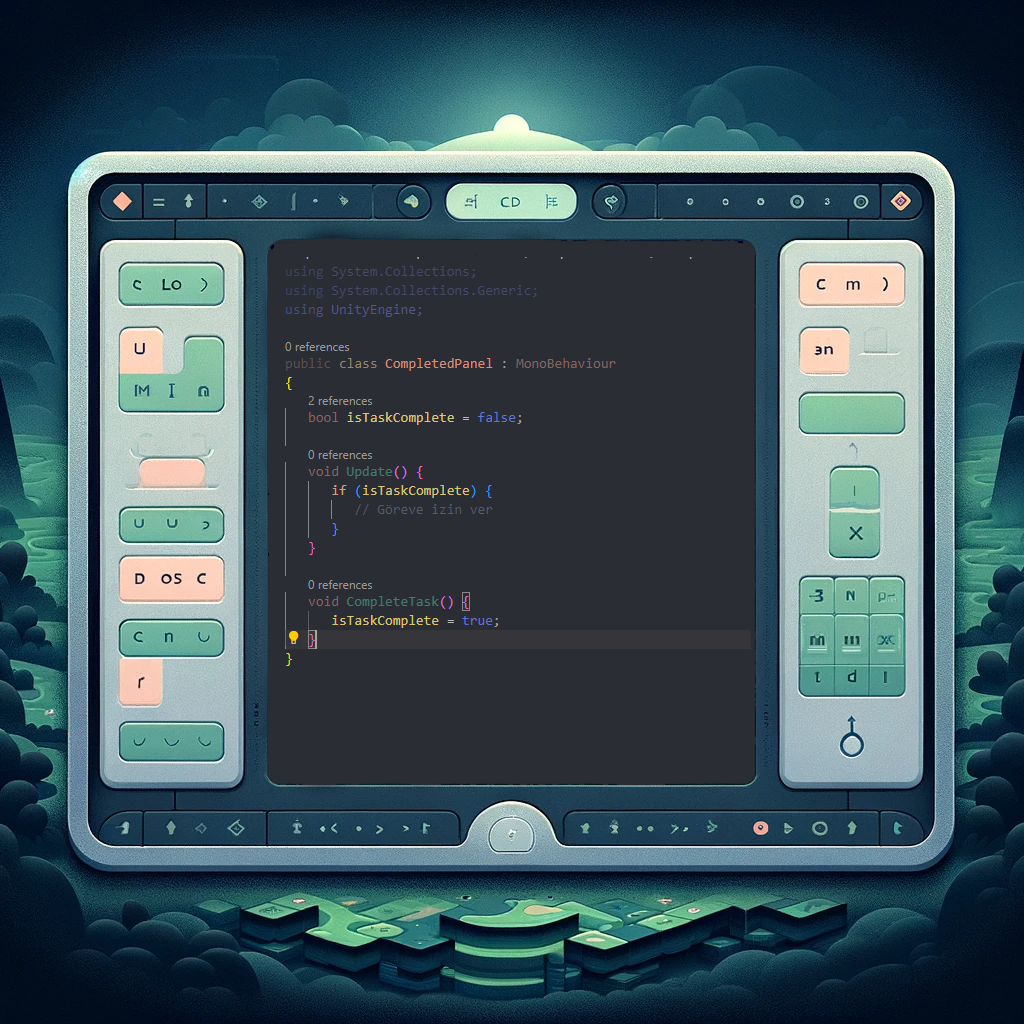 CD
c Lo )
C m )
U
ɜn
using System.Collections;
using System.Collections.Generic;
using UnityEngine;
0 references
public class CompletedPanel : MonoBehaviour
{
2 references
bool isTaskComplete = false;
0 references
void Update() {
if (isTaskComplete) {
// Göreve izin ver
}
}
0 references
void CompleteTask() {
isTaskComplete = true;
}
}
X
D OS C
r
t d l